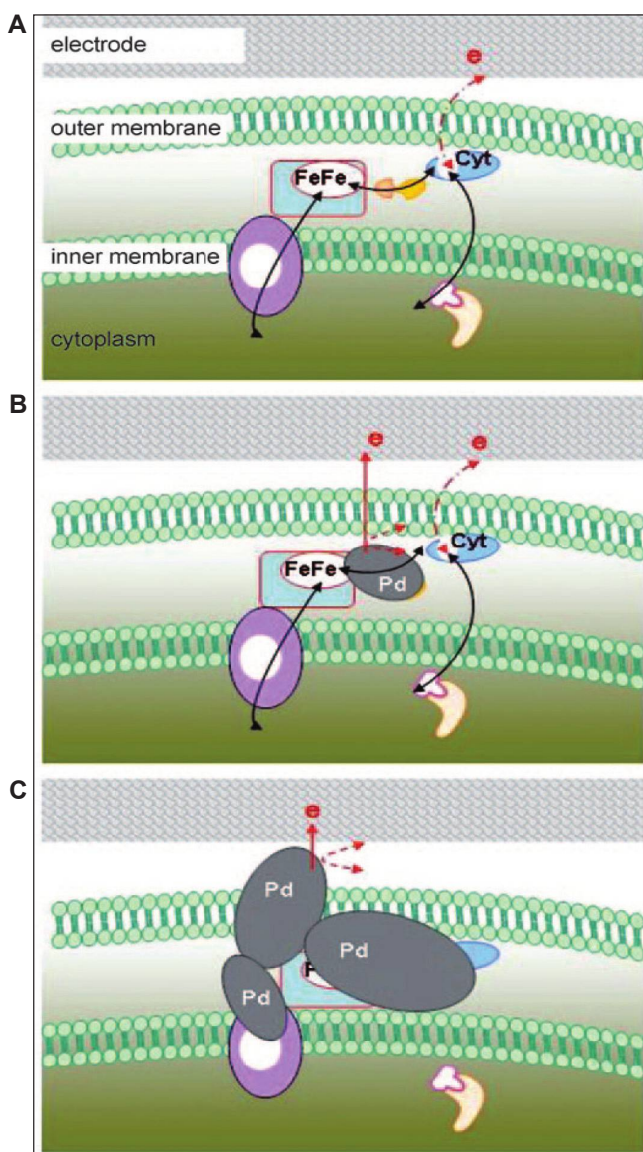 A
electrode
e
outer membrane
Cyt
FeFe
inner membrane
cytoplasm
B
e
e
Cyt
FeFe
Pd
C
e
Pd
Pd
Pd